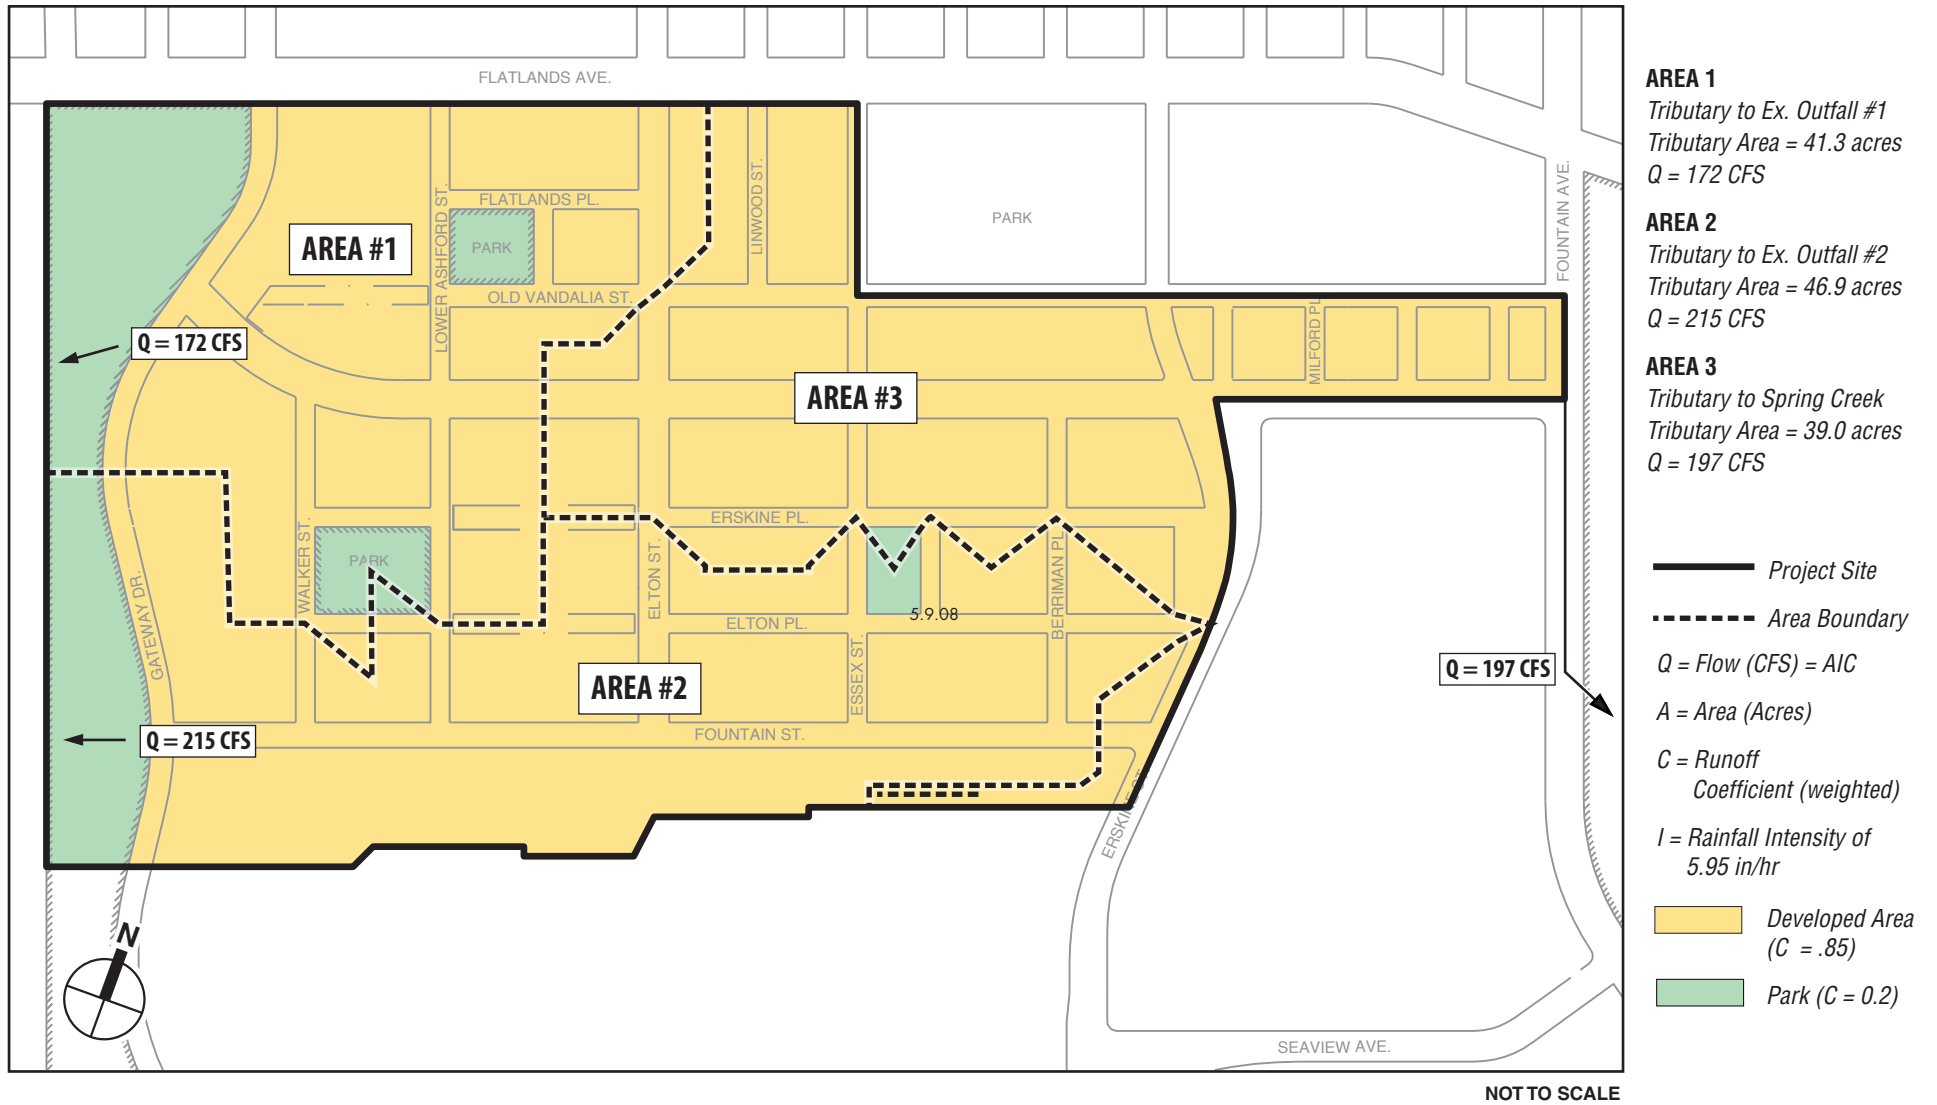 FLATLANDS AVE.
LINWOOD ST.
LOWER ASHFORD ST.
FLATLANDS PL.
FOUNTAIN AVE.
PARK
AREA #1
PARK
OLD VANDALIA ST.
MILFORD PL
Q = 172 CFS
AREA #3
ERSKINE PL.
WALKER ST.
PARK
ELTON ST.
BERRIMAN PL.
GATEWAY DR.
5.9.08
ELTON PL.
ESSEX ST.
AREA #2
Q = 197 CFS
FOUNTAIN ST.
Q = 215 CFS
ERSKINE ST.
N
SEAVIEW AVE.
AREA 1
Tributary to Ex. Outfall #1
Tributary Area = 41.3 acres
Q = 172 CFS
AREA 2
Tributary to Ex. Outfall #2
Tributary Area = 46.9 acres
Q = 215 CFS
AREA 3
Tributary to Spring Creek
Tributary Area = 39.0 acres
Q = 197 CFS
Project Site
Area Boundary
Q = Flow (CFS) = AIC
A = Area (Acres)
C = Runoff
Coefficient (weighted)
I = Rainfall Intensity of
5.95 in/hr
Developed Area
(C = .85)
Park (C = 0.2)
NOT TO SCALE